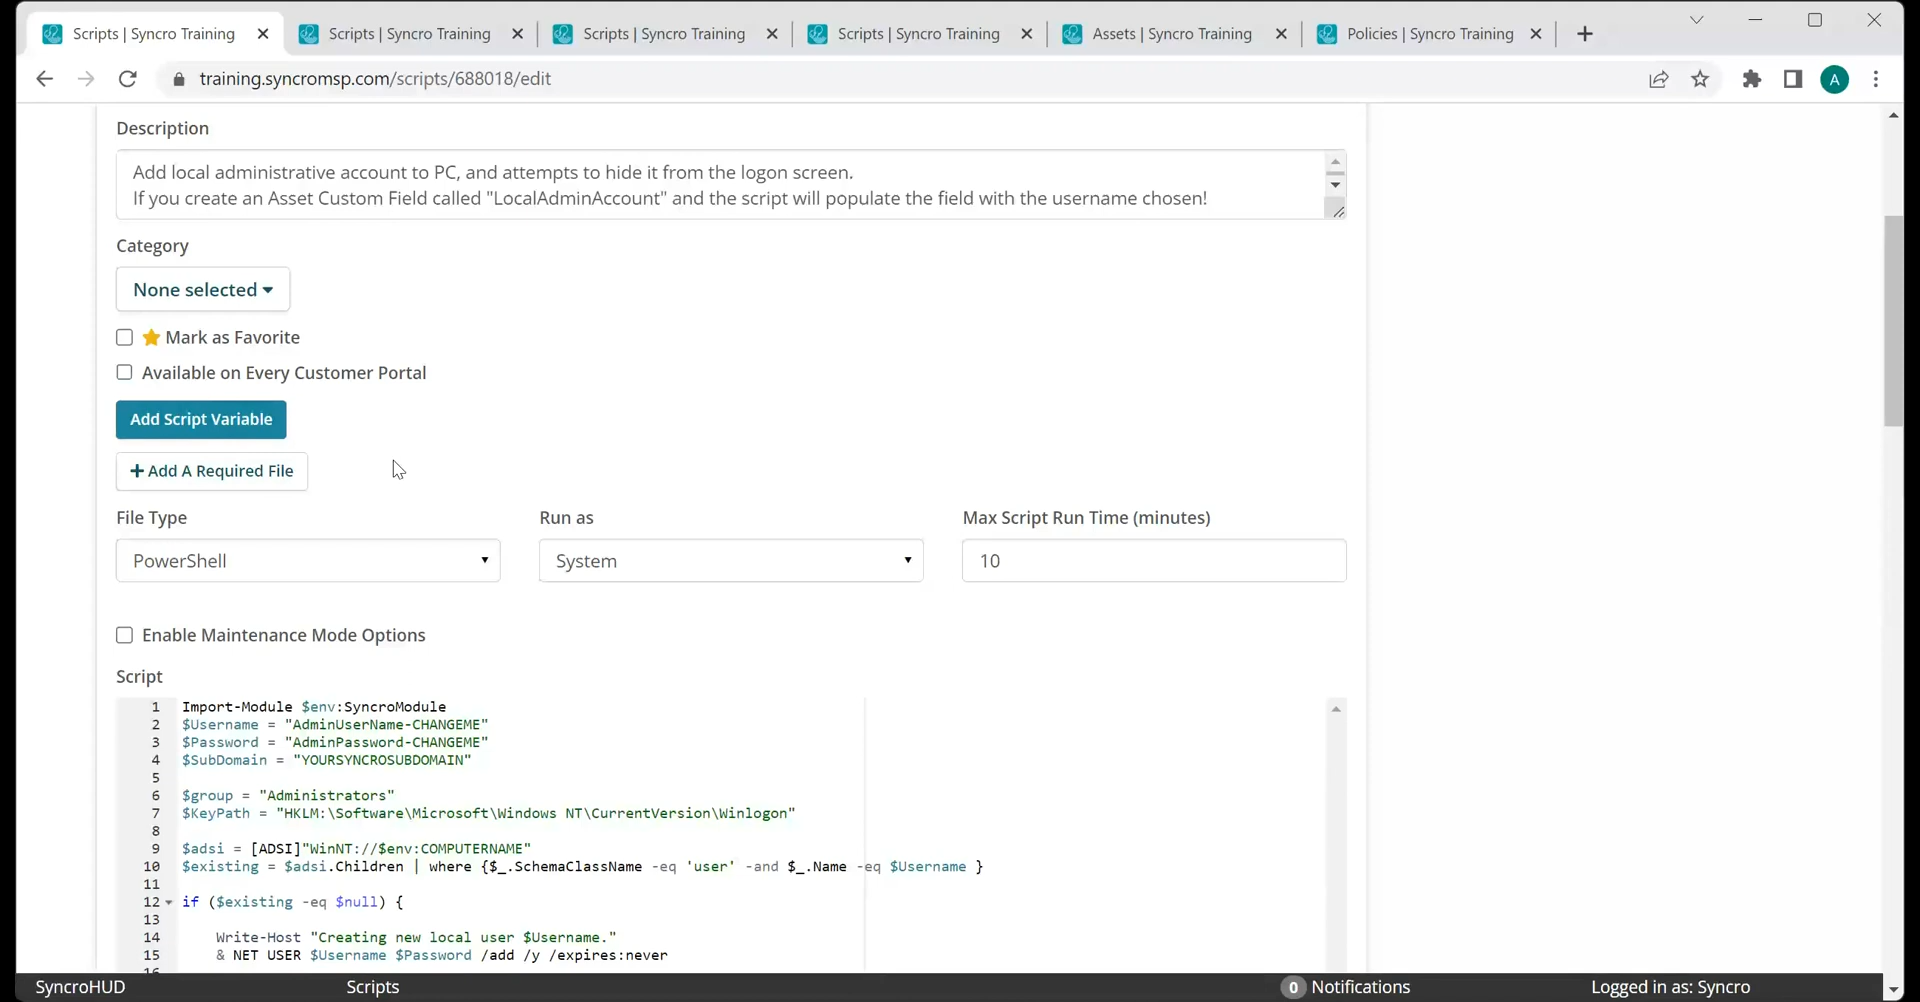 Scripts | Syncro Training
Scripts | Syncro Training
Scripts | Syncro Training
Scripts | Syncro Training
Assets | Syncro Training
Policies | Syncro Training
training.syncromsp.com/scripts/688018/edit
A
Description
Add local administrative account to PC, and attempts to hide it from the logon screen.
If you create an Asset Custom Field called "LocalAdminAccount" and the script will populate the field with the username chosen!
Category
None selected
Mark as Favorite
Available on Every Customer Portal
Add Script Variable
+ Add A Required File
File Type
Run as
Max Script Run Time (minutes)
PowerShell
System
10
Enable Maintenance Mode Options
Script
1 Import-Module $env:SyncroModule
2 $Username = "AdminUserName-CHANGEME"
3 $Password = "AdminPassword-CHANGEME"
4 $SubDomain = "YOURSYNCROSUBDOMAIN"
5
6 $group = "Administrators"
7 $KeyPath = "HKLM:\Software\Microsoft\Windows NT\CurrentVersion\Winlogon"
8
9 $adsi = [ADSI]"WinNT://$env:COMPUTERNAME"
10 $existing = $adsi.Children | where {$_.SchemaClassName -eq 'user' -and $_.Name -eq $Username }
11
12 if ($existing -eq $null) {
13
14 Write-Host "Creating new local user $Username."
15 & NET USER $Username $Password /add /y /expires:never
16
SyncroHUD
Scripts
0 Notifications
Logged in as: Syncro